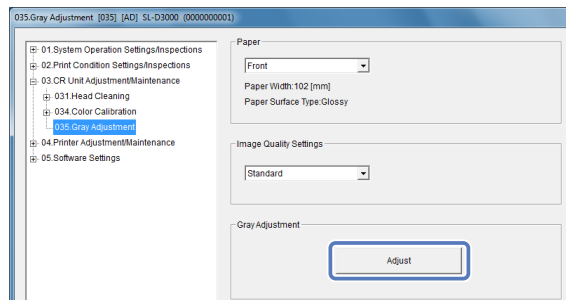 035.Gray Adjustment [035] [AD] SL-D3000 (0000000001)
01.System Operation Settings/Inspections
02.Print Condition Settings/Inspections
03.CR Unit Adjustment/Maintenance
031.Head Cleaning
034.Color Calibration
035.Gray Adjustment
04.Printer Adjustment/Maintenance
05.Software Settings
Paper
Front
Paper Width:102 [mm]
Paper Surface Type:Glossy
Image Quality Settings
Standard
Gray Adjustment
Adjust